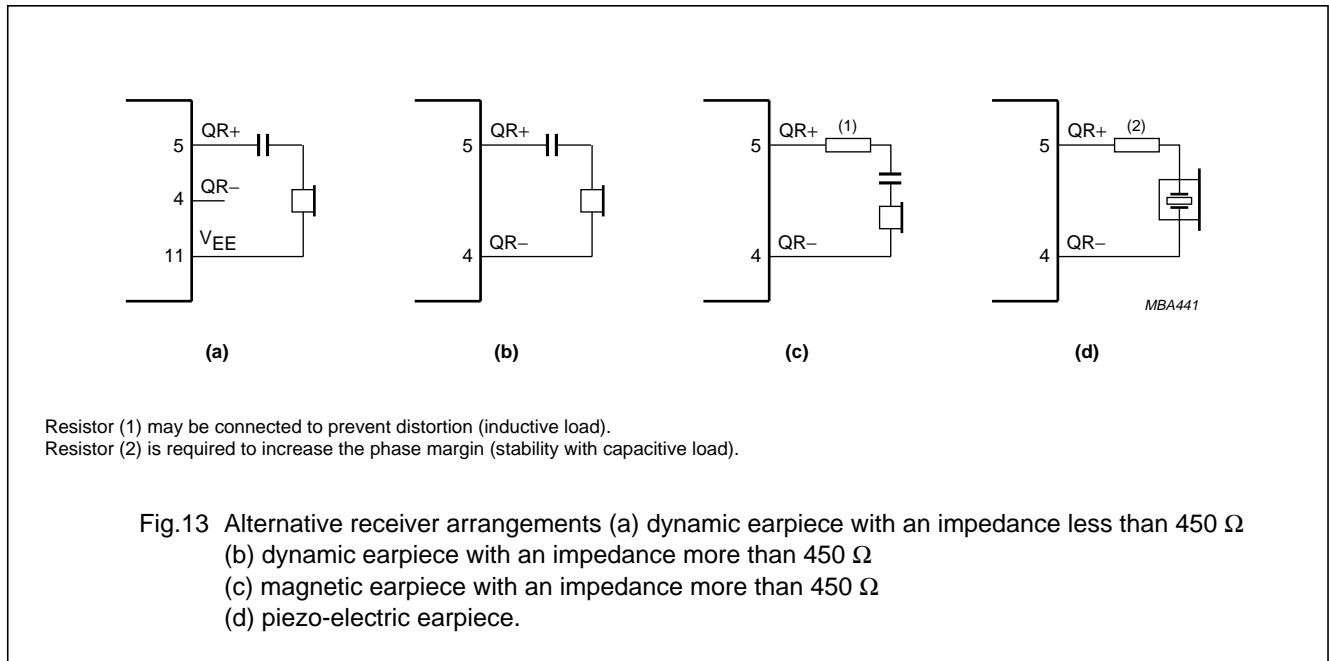 5 QR+
4 QR−
11 VEE
(a)
5 QR+
4 QR−
(b)
5 QR+ (1)
4 QR−
(c)
5 QR+ (2)
4 QR−
MBA441
(d)
Resistor (1) may be connected to prevent distortion (inductive load).
Resistor (2) is required to increase the phase margin (stability with capacitive load).
Fig.13 Alternative receiver arrangements (a) dynamic earpiece with an impedance less than 450 Ω
(b) dynamic earpiece with an impedance more than 450 Ω
(c) magnetic earpiece with an impedance more than 450 Ω
(d) piezo-electric earpiece.